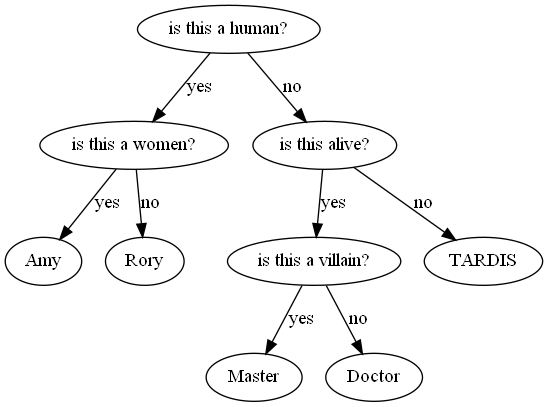 is this a human?
yes
no
is this a women?
is this alive?
yes
no
yes
no
Amy
Rory
is this a villain?
TARDIS
yes
no
Master
Doctor